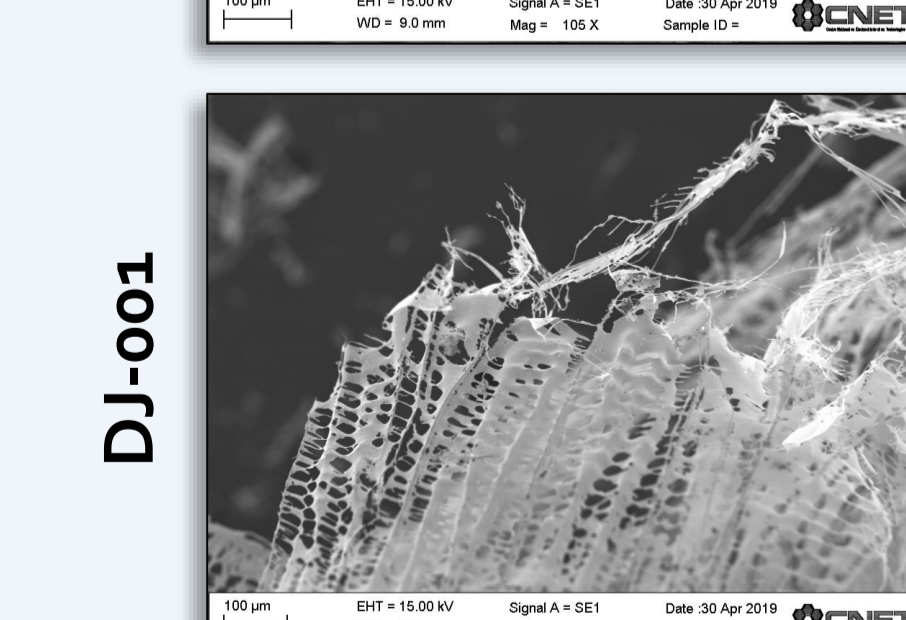 100 µm EHT = 15.00 kV Signal A = SE1 Date :30 Apr 2019
WD = 9.0 mm Mag = 105 X Sample ID =
CNET
DJ-001
100 µm EHT = 15.00 kV Signal A = SE1 Date :30 Apr 2019
CNET